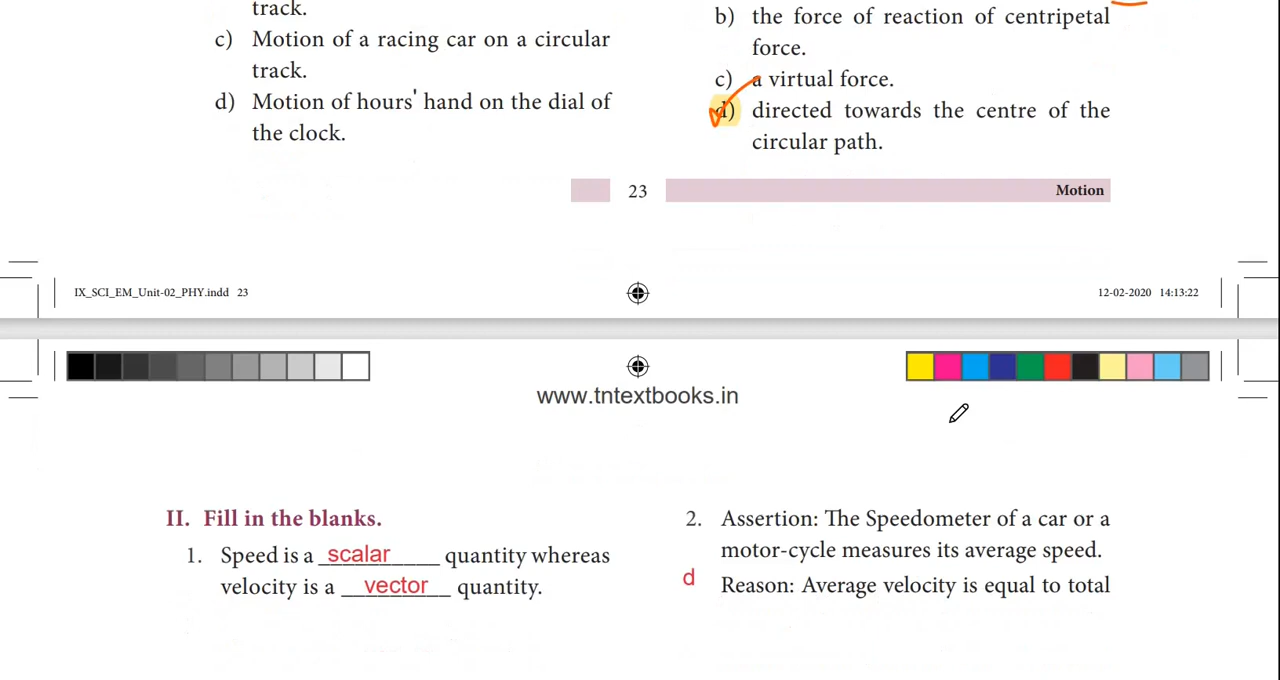 track.
c) Motion of a racing car on a circular
track.
d) Motion of hours' hand on the dial of
the clock.
b) the force of reaction of centripetal
force.
c) a virtual force.
d) directed towards the centre of the
circular path.
23
Motion
IX_SCI_EM_Unit-02_PHY.indd 23
12-02-2020 14:13:22
www.tntextbooks.in
II. Fill in the blanks.
1. Speed is a scalar quantity whereas
velocity is a vector quantity.
2. Assertion: The Speedometer of a car or a
motor-cycle measures its average speed.
d Reason: Average velocity is equal to total